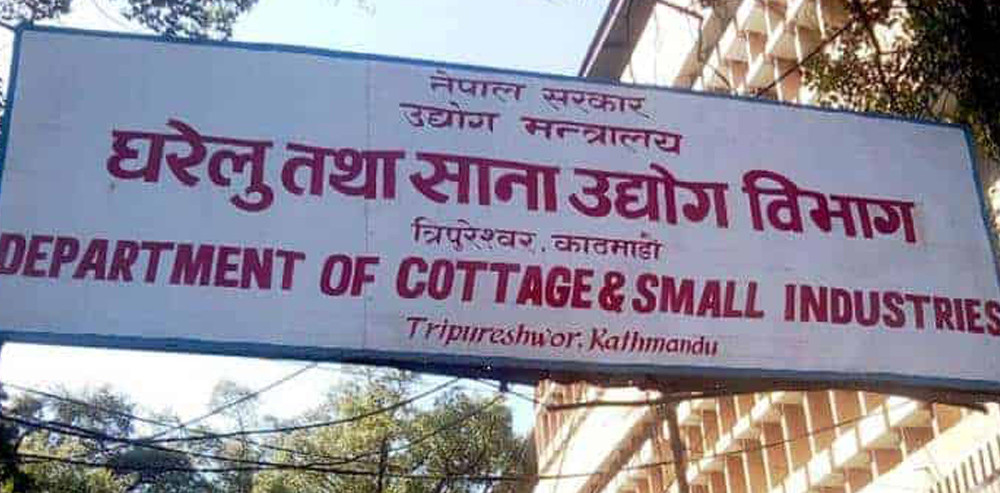 नेपाल सरकार
उद्योग मन्त्रालय
घरेलु तथा साना उद्योग विभाग
त्रिपुरेश्वर, काठमाडौं
DEPARTMENT OF COTTAGE & SMALL INDUSTRIES
Tripureshwor, Kathmandu